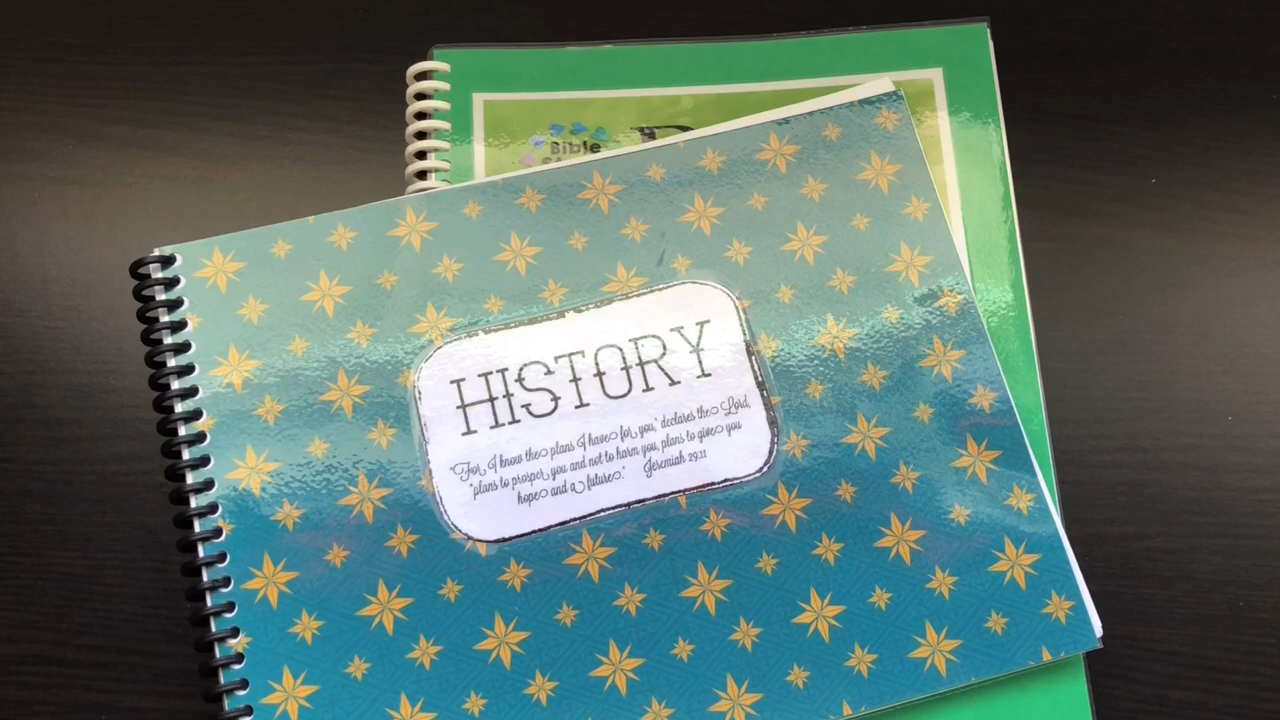 Bible
HISTORY
"For I know the plans I have for you," declares the Lord,
"plans to prosper you and not to harm you, plans to give you
hope and a future." Jeremiah 29:11